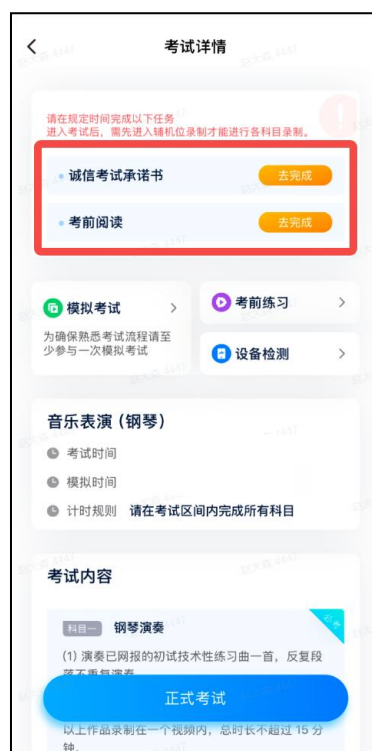 考试详情
请在规定时间完成以下任务
进入考试后，需先进入辅机位录制才能进行各科目录制。
诚信考试承诺书
去完成
考前阅读
去完成
模拟考试
为确保熟悉考试流程请至
少参与一次模拟考试
考前练习
设备检测
音乐表演（钢琴）
考试时间
模拟时间
计时规则 请在考试区间内完成所有科目
考试内容
必考
科目一 钢琴演奏
(1) 演奏已网报的初试技术性练习曲一首，反复段
落不重复演奏
正式考试
以上作品录制在一个视频内，总时长不超过 15 分
钟。